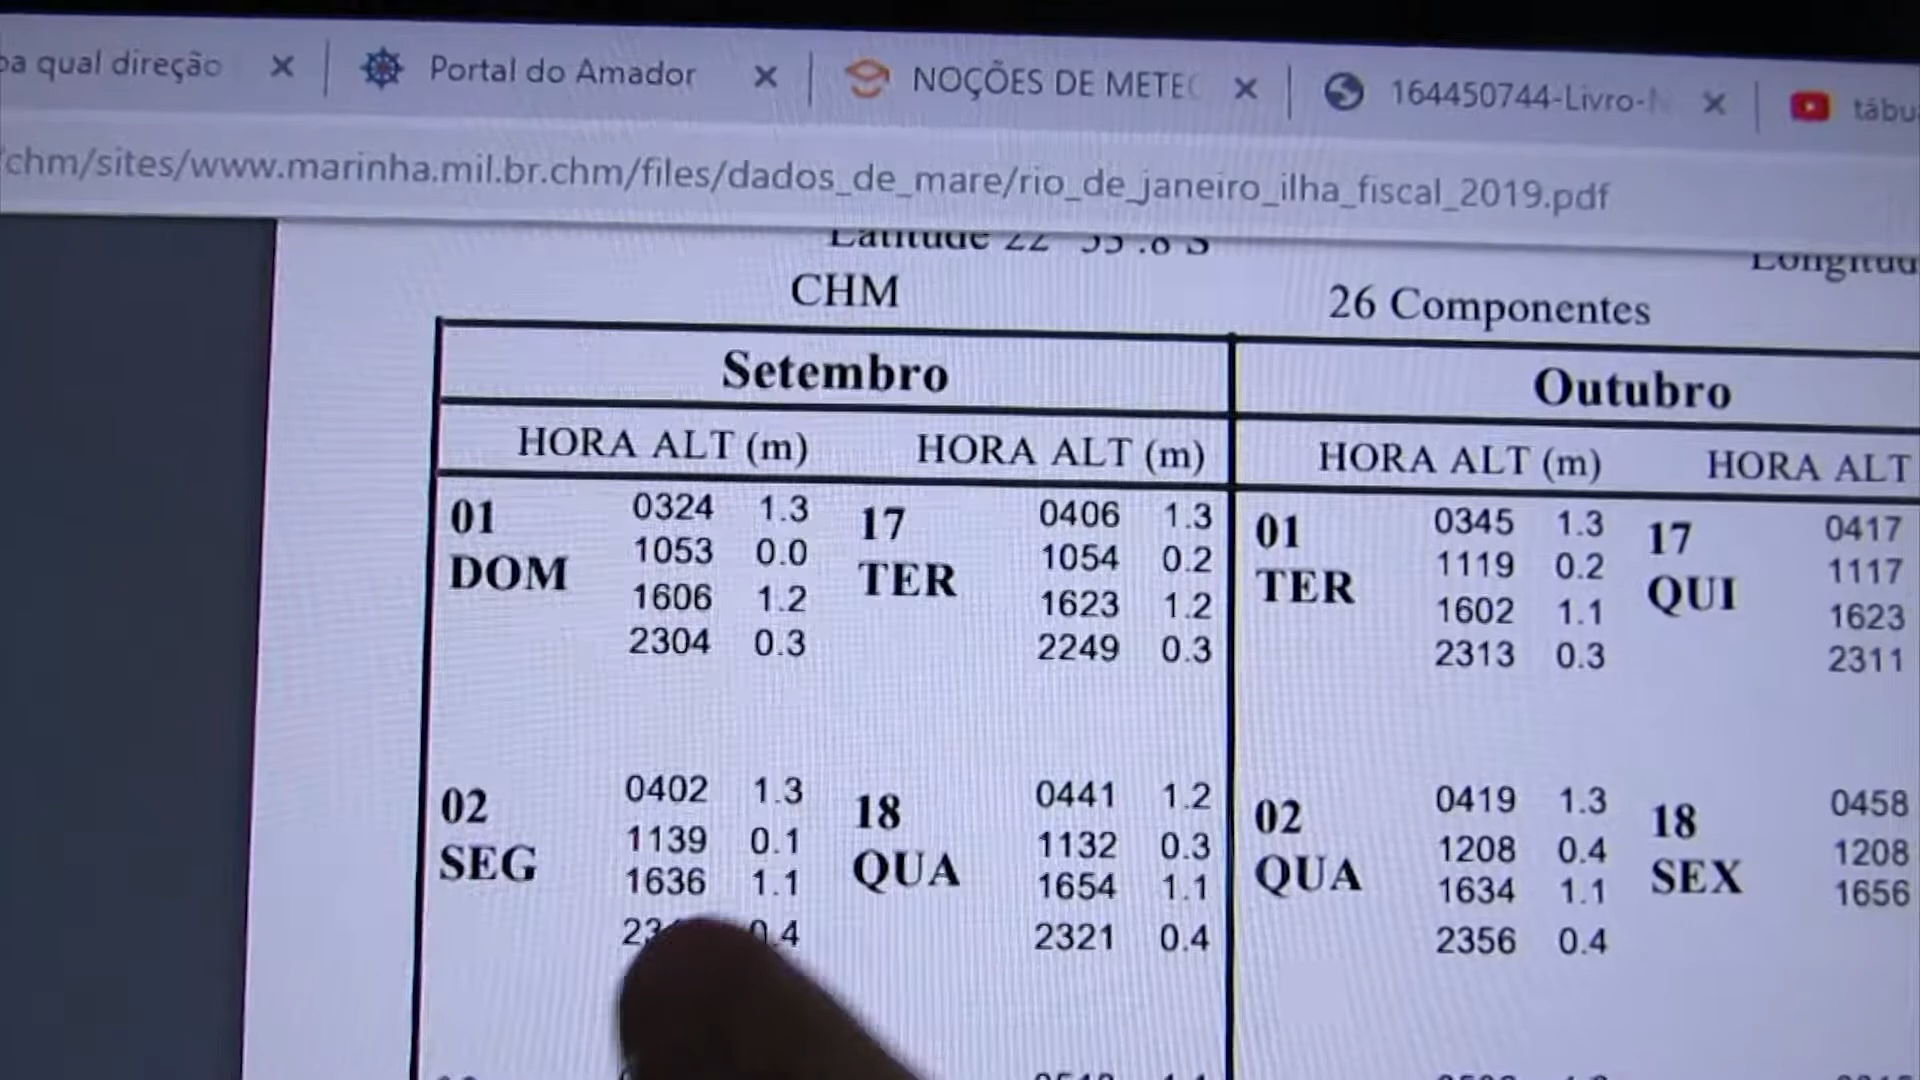 qual direção
Portal do Amador
NOÇÕES DE METEO
164450744-Livro-N
tábu
chm/sites/www.marinha.mil.br.chm/files/dados_de_mare/rio_de_janeiro_ilha_fiscal_2019.pdf
Latitude 22
CHM
26 Componentes
Setembro
Outubro
HORA ALT (m) HORA ALT (m) HORA ALT (m) HORA ALT
01 DOM
0324 1.3
1053 0.0
1606 1.2
2304 0.3
17 TER
0406 1.3
1054 0.2
1623 1.2
2249 0.3
01 TER
0345 1.3
1119 0.2
1602 1.1
2313 0.3
17 QUI
0417
1117
1623
2311
02 SEG
0402 1.3
1139 0.1
1636 1.1
0.4
18 QUA
0441 1.2
1132 0.3
1654 1.1
2321 0.4
02 QUA
0419 1.3
1208 0.4
1634 1.1
2356 0.4
18 SEX
0458
1208
1656